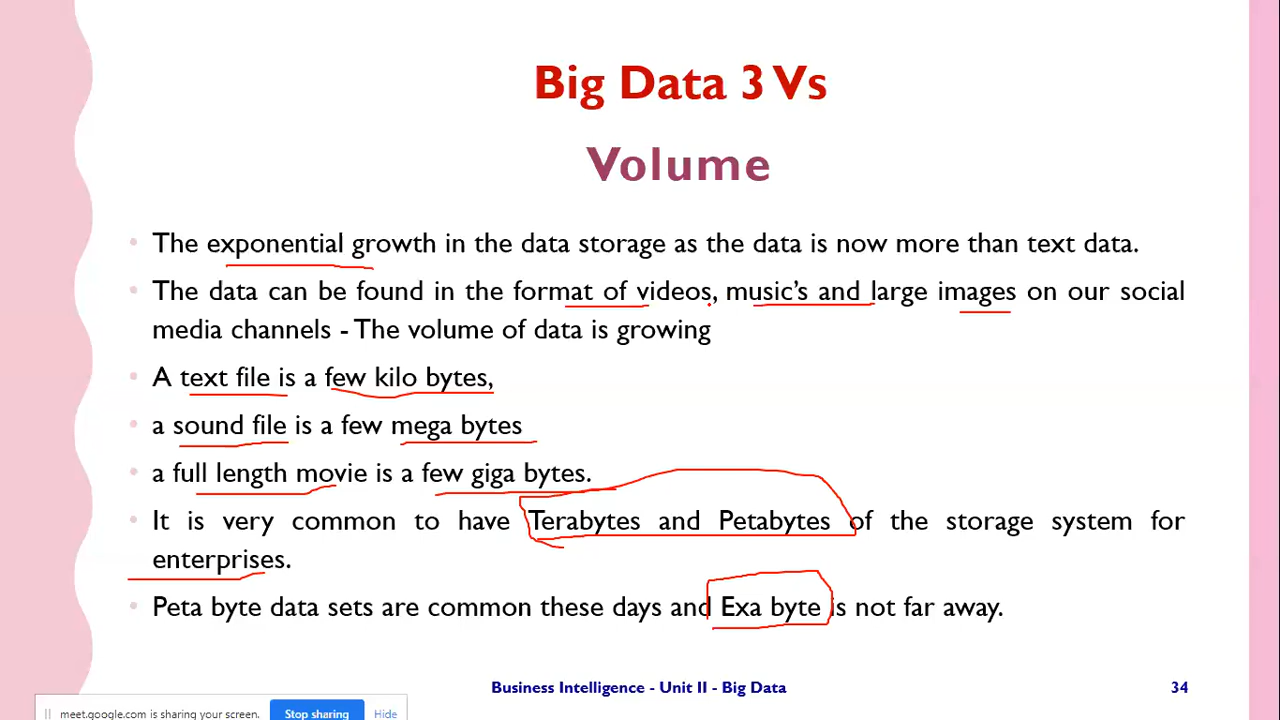 Big Data 3 Vs
Volume
• The exponential growth in the data storage as the data is now more than text data.
• The data can be found in the format of videos, music's and large images on our social
media channels - The volume of data is growing
• A text file is a few kilo bytes,
• a sound file is a few mega bytes
• a full length movie is a few giga bytes.
• It is very common to have Terabytes and Petabytes of the storage system for
enterprises.
• Peta byte data sets are common these days and Exa byte is not far away.
Business Intelligence - Unit II - Big Data 34
meet.google.com is sharing your screen. Stop sharing Hide